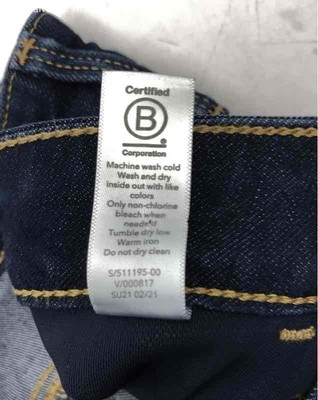 Certified
B
Corporation
Machine wash cold
Wash and dry
inside out with like
colors
Only non-chlorine
bleach when
needed
Tumble dry low
Warm iron
Do not dry clean
S/511195-00
V/000817
SU21 02/21